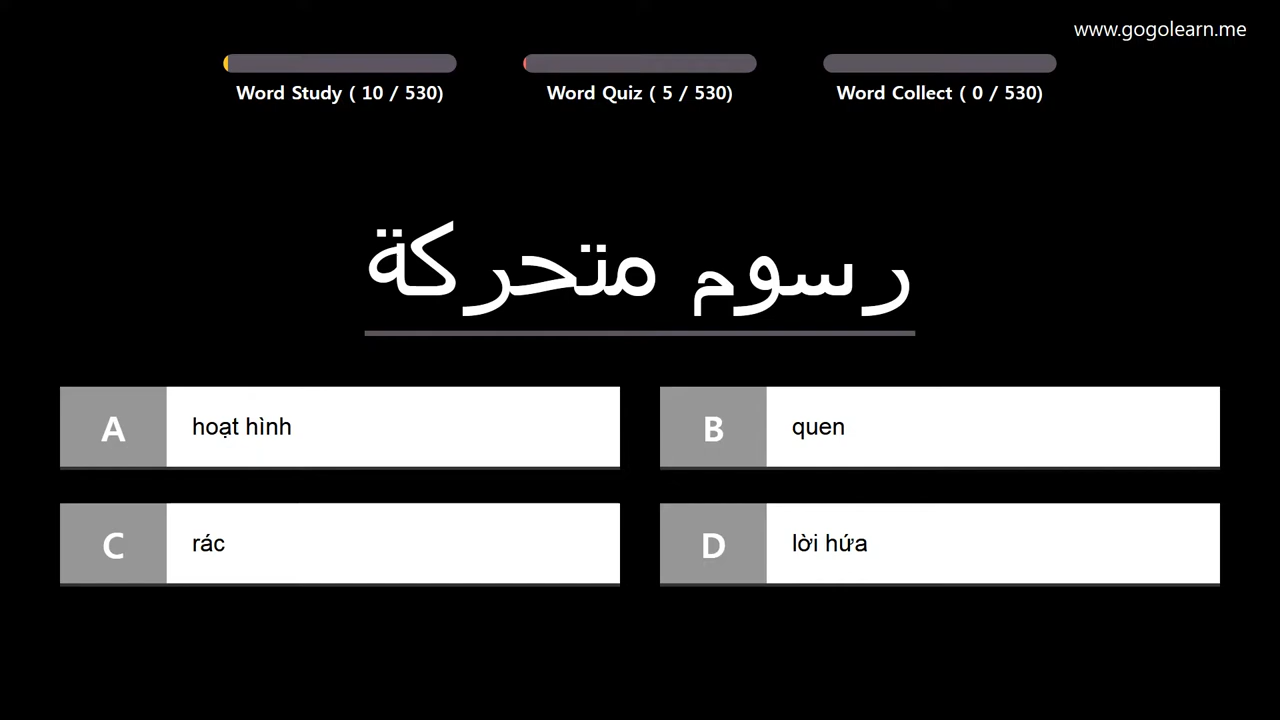 www.gogolearn.me
Word Study ( 10 / 530)
Word Quiz ( 5 / 530)
Word Collect ( 0 / 530)
رسوم متحركة
A hoạt hình
B quen
C rác
D lời hứa